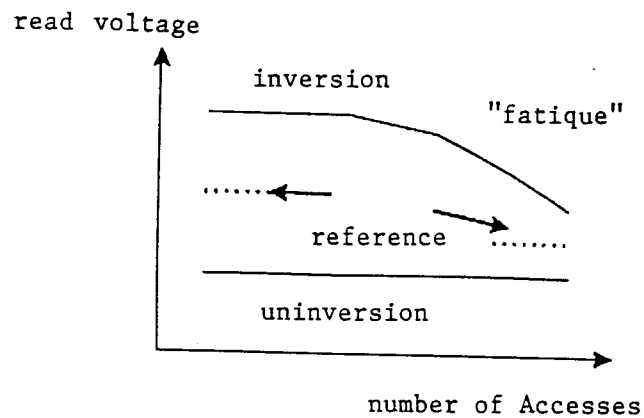 read voltage
inversion
"fatique"
reference
uninversion
number of Accesses